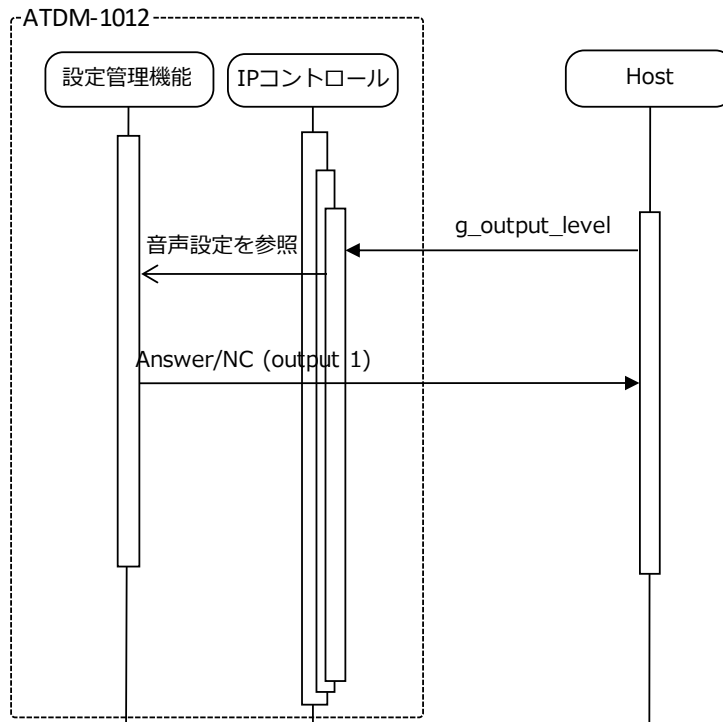 ATDM-1012
設定管理機能
IPコントロール
Host
g_output_level
音声設定を参照
Answer/NC (output 1)